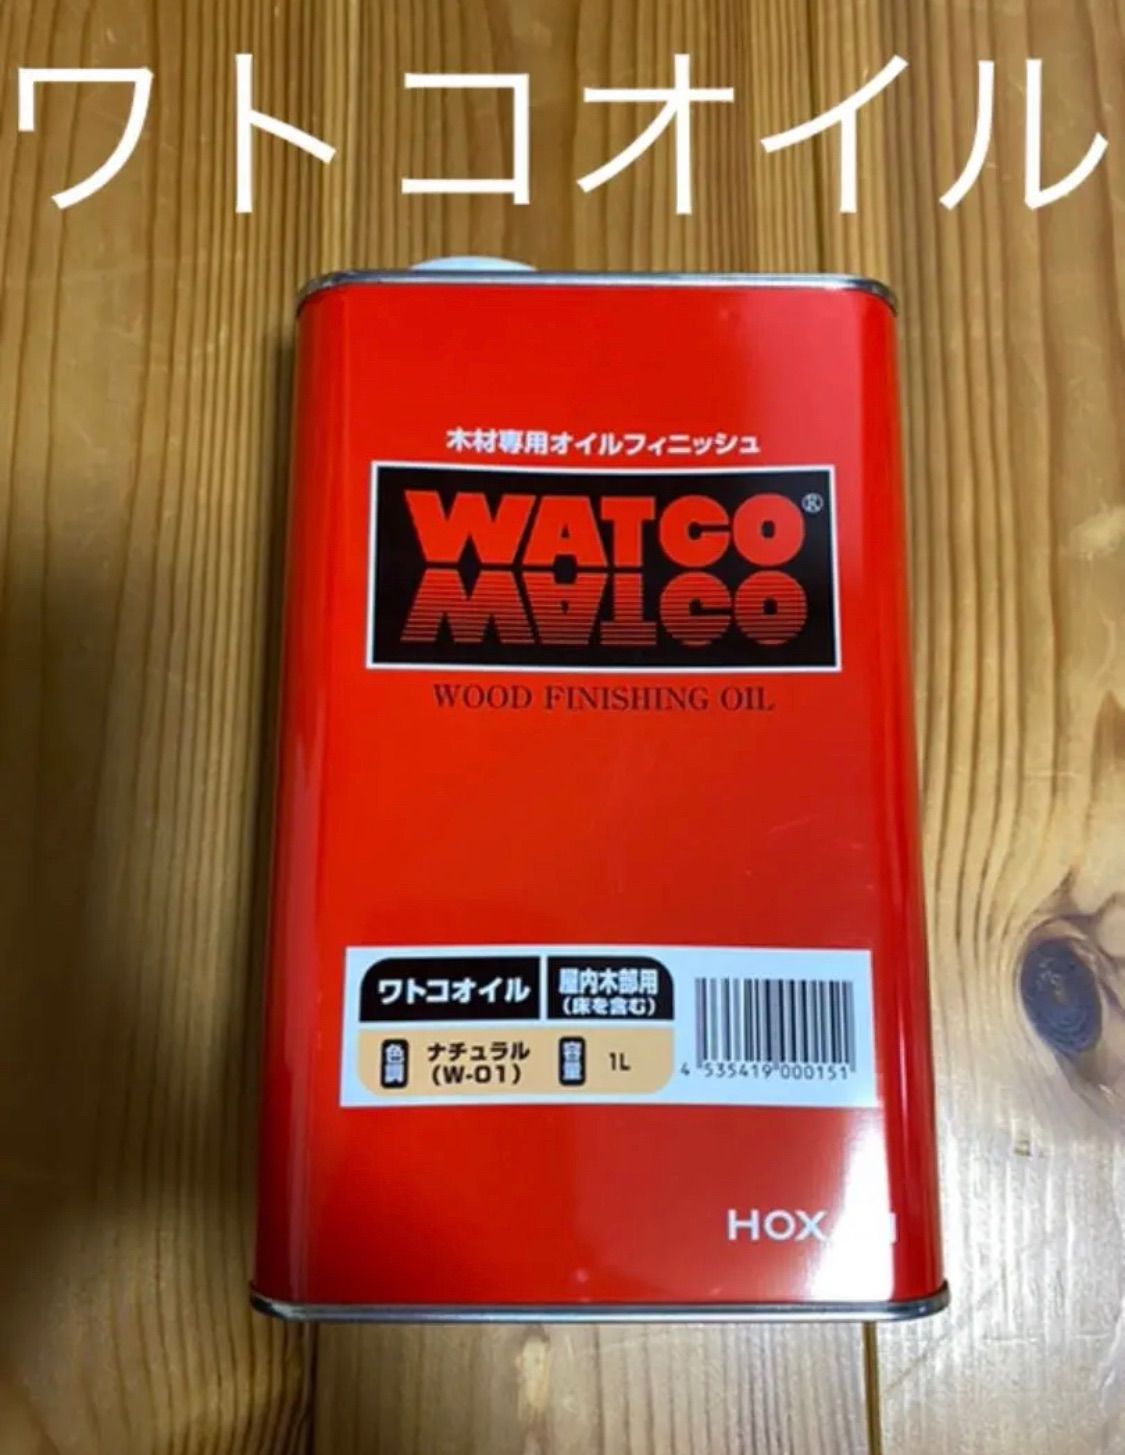 ワトコオイル
木材専用オイルフィニッシュ
WATCO®
WATCO
WOOD FINISHING OIL
ワトコオイル
屋内木部用
(床を含む)
色調
ナチュラル
(W-01)
容量
1L
4 535419 000151